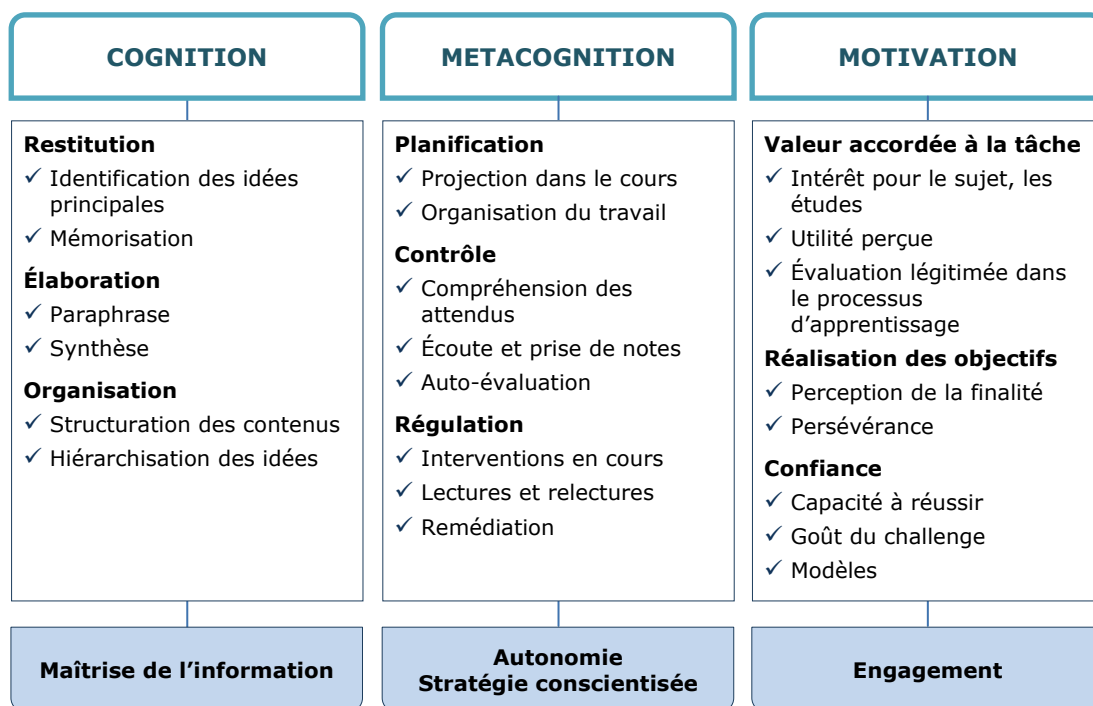 COGNITION
Restitution
✓ Identification des idées
principales
✓ Mémorisation
Élaboration
✓ Paraphrase
✓ Synthèse
Organisation
✓ Structuration des contenus
✓ Hiérarchisation des idées
Maîtrise de l’information
METACOGNITION
Planification
✓ Projection dans le cours
✓ Organisation du travail
Contrôle
✓ Compréhension des
attendus
✓ Écoute et prise de notes
✓ Auto-évaluation
Régulation
✓ Interventions en cours
✓ Lectures et relectures
✓ Remédiation
Autonomie
Stratégie conscientisée
MOTIVATION
Valeur accordée à la tâche
✓ Intérêt pour le sujet, les
études
✓ Utilité perçue
✓ Évaluation légitimée dans
le processus
d’apprentissage
Réalisation des objectifs
✓ Perception de la finalité
✓ Persévérance
Confiance
✓ Capacité à réussir
✓ Goût du challenge
✓ Modèles
Engagement